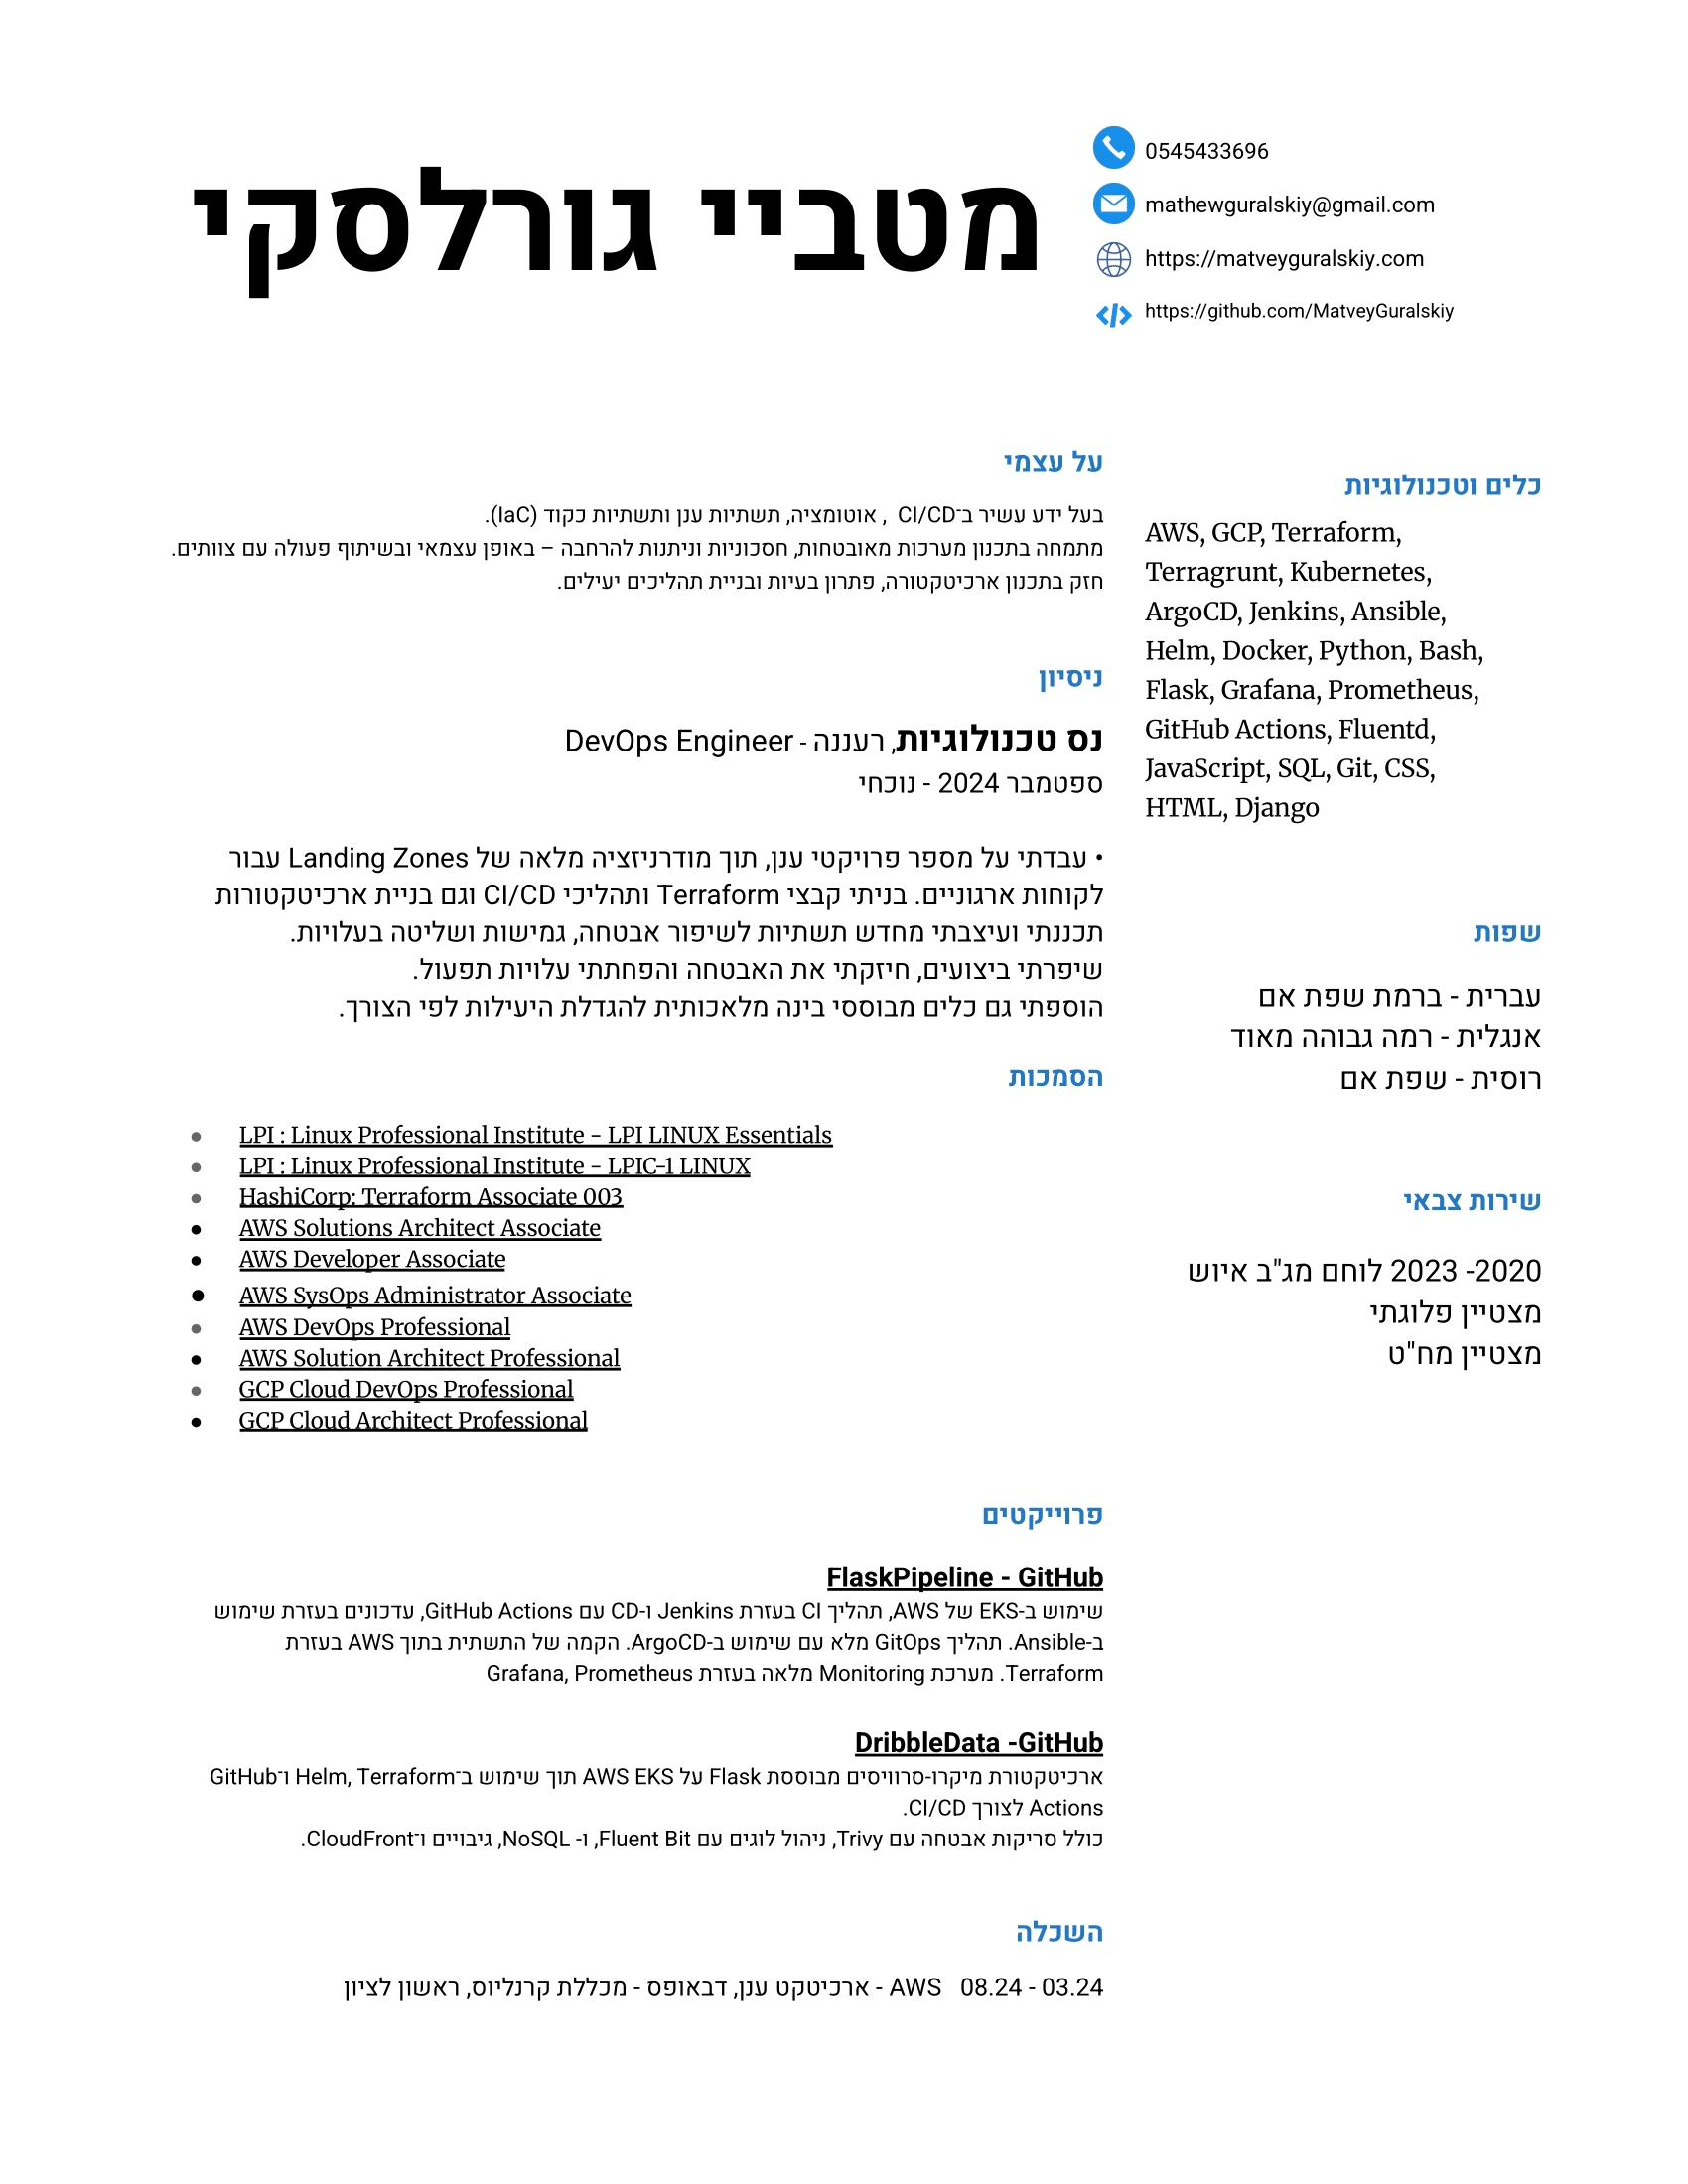 מטביי גורלסקי
0545433696
mathewguralskiy@gmail.com
https://matveyguralskiy.com
https://github.com/MatveyGuralskiy
כלים וטכנולוגיות
AWS, GCP, Terraform,
Terragrunt, Kubernetes,
ArgoCD, Jenkins, Ansible,
Helm, Docker, Python, Bash,
Flask, Grafana, Prometheus,
GitHub Actions, Fluentd,
JavaScript, SQL, Git, CSS,
HTML, Django
שפות
עברית - ברמת שפת אם
אנגלית - רמה גבוהה מאוד
רוסית - שפת אם
שירות צבאי
2020- 2023 לוחם מג"ב איוש
מצטיין פלוגתי
מצטיין מח"ט
על עצמי
בעל ידע עשיר ב־CI/CD , אוטומציה, תשתיות ענן ותשתיות כקוד (IaC).
מתמחה בתכנון מערכות מאובטחות, חסכוניות וניתנות להרחבה – באופן עצמאי ובשיתוף פעולה עם צוותים.
חזק בתכנון ארכיטקטורה, פתרון בעיות ובניית תהליכים יעילים.
ניסיון
נס טכנולוגיות, רעננה - DevOps Engineer
ספטמבר 2024 - נוכחי
• עבדתי על מספר פרויקטי ענן, תוך מודרניזציה מלאה של Landing Zones עבור
לקוחות ארגוניים. בניתי קבצי Terraform ותהליכי CI/CD וגם בניית ארכיטקטורות
תכננתי ועיצבתי מחדש תשתיות לשיפור אבטחה, גמישות ושליטה בעלויות.
שיפרתי ביצועים, חיזקתי את האבטחה והפחתתי עלויות תפעול.
הוספתי גם כלים מבוססי בינה מלאכותית להגדלת היעילות לפי הצורך.
הסמכות
● LPI : Linux Professional Institute - LPI LINUX Essentials
● LPI : Linux Professional Institute - LPIC-1 LINUX
● HashiCorp: Terraform Associate 003
● AWS Solutions Architect Associate
● AWS Developer Associate
● AWS SysOps Administrator Associate
● AWS DevOps Professional
● AWS Solution Architect Professional
● GCP Cloud DevOps Professional
● GCP Cloud Architect Professional
פרוייקטים
FlaskPipeline - GitHub
שימוש ב-EKS של AWS, תהליך CI בעזרת Jenkins ו-CD עם GitHub Actions, עדכונים בעזרת שימוש
ב-Ansible. תהליך GitOps מלא עם שימוש ב-ArgoCD. הקמה של התשתית בתוך AWS בעזרת
Terraform. מערכת Monitoring מלאה בעזרת Grafana, Prometheus
DribbleData -GitHub
ארכיטקטורת מיקרו-סרוויסים מבוססת Flask על AWS EKS תוך שימוש ב־Helm, Terraform ו־GitHub
Actions לצורך CI/CD.
כולל סריקות אבטחה עם Trivy, ניהול לוגים עם Fluent Bit, ו- NoSQL, גיבויים ו־CloudFront.
השכלה
03.24 - 08.24 AWS - ארכיטקט ענן, דבאופס - מכללת קרנליוס, ראשון לציון